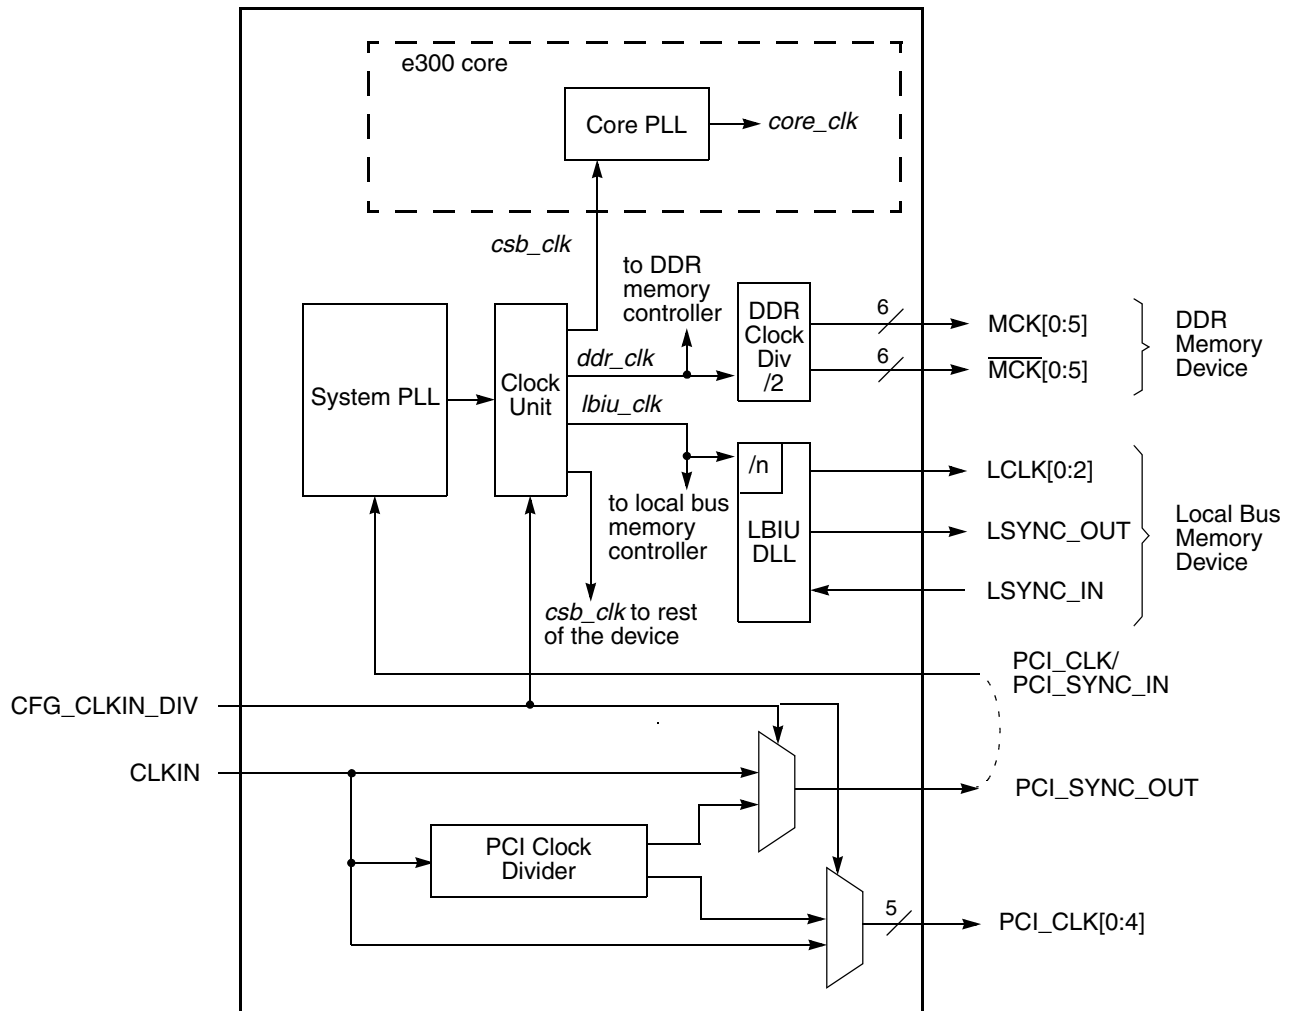 e300 core
Core PLL
core_clk
csb_clk
to DDR
memory
controller
DDR
Clock
Div
/2
6
MCK[0:5]
6
M̅C̅K̅[0:5]
DDR
Memory
Device
System PLL
Clock
Unit
ddr_clk
lbiu_clk
/n
LBIU
DLL
to local bus
memory
controller
LCLK[0:2]
LSYNC_OUT
LSYNC_IN
Local Bus
Memory
Device
csb_clk to rest
of the device
PCI_CLK/
PCI_SYNC_IN
CFG_CLKIN_DIV
CLKIN
PCI_SYNC_OUT
PCI Clock
Divider
5
PCI_CLK[0:4]